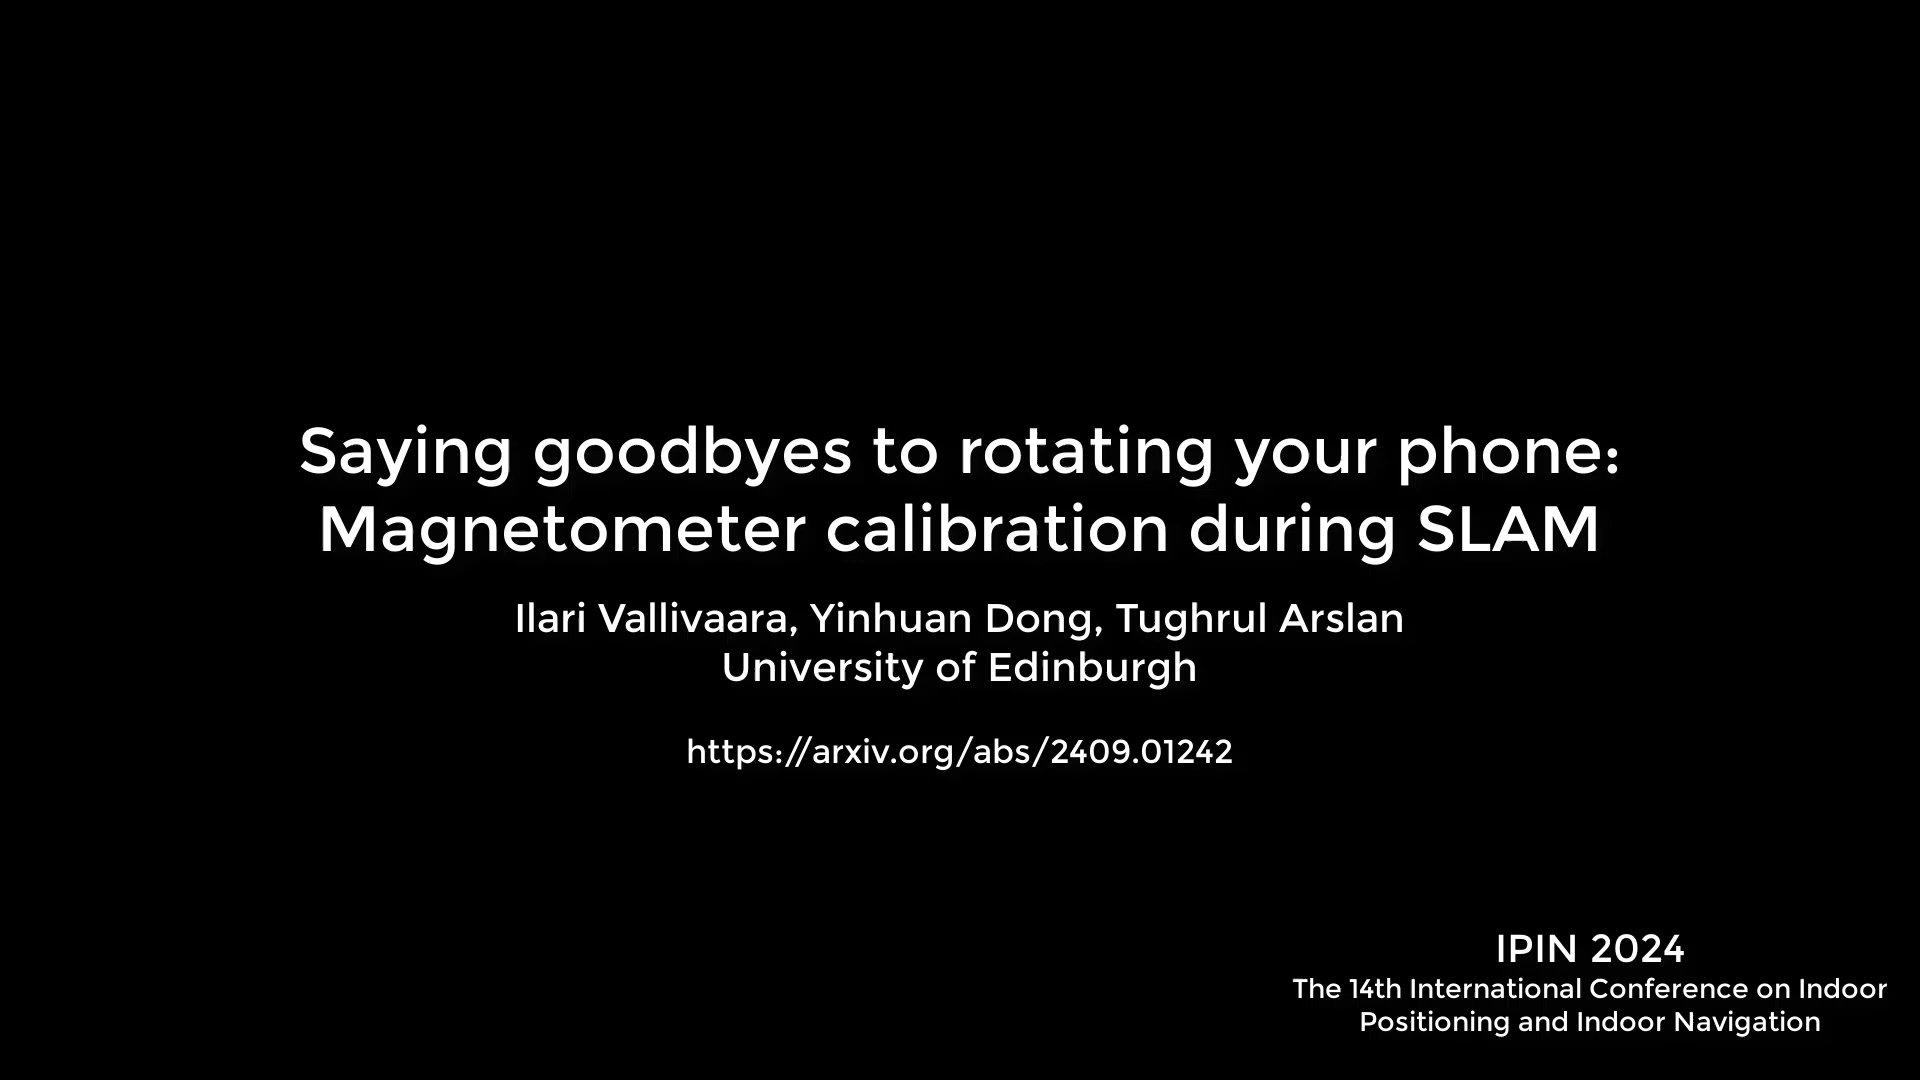 Saying goodbyes to rotating your phone:
Magnetometer calibration during SLAM
Ilari Vallivaara, Yinhuan Dong, Tughrul Arslan
University of Edinburgh
https://arxiv.org/abs/2409.01242
IPIN 2024
The 14th International Conference on Indoor
Positioning and Indoor Navigation